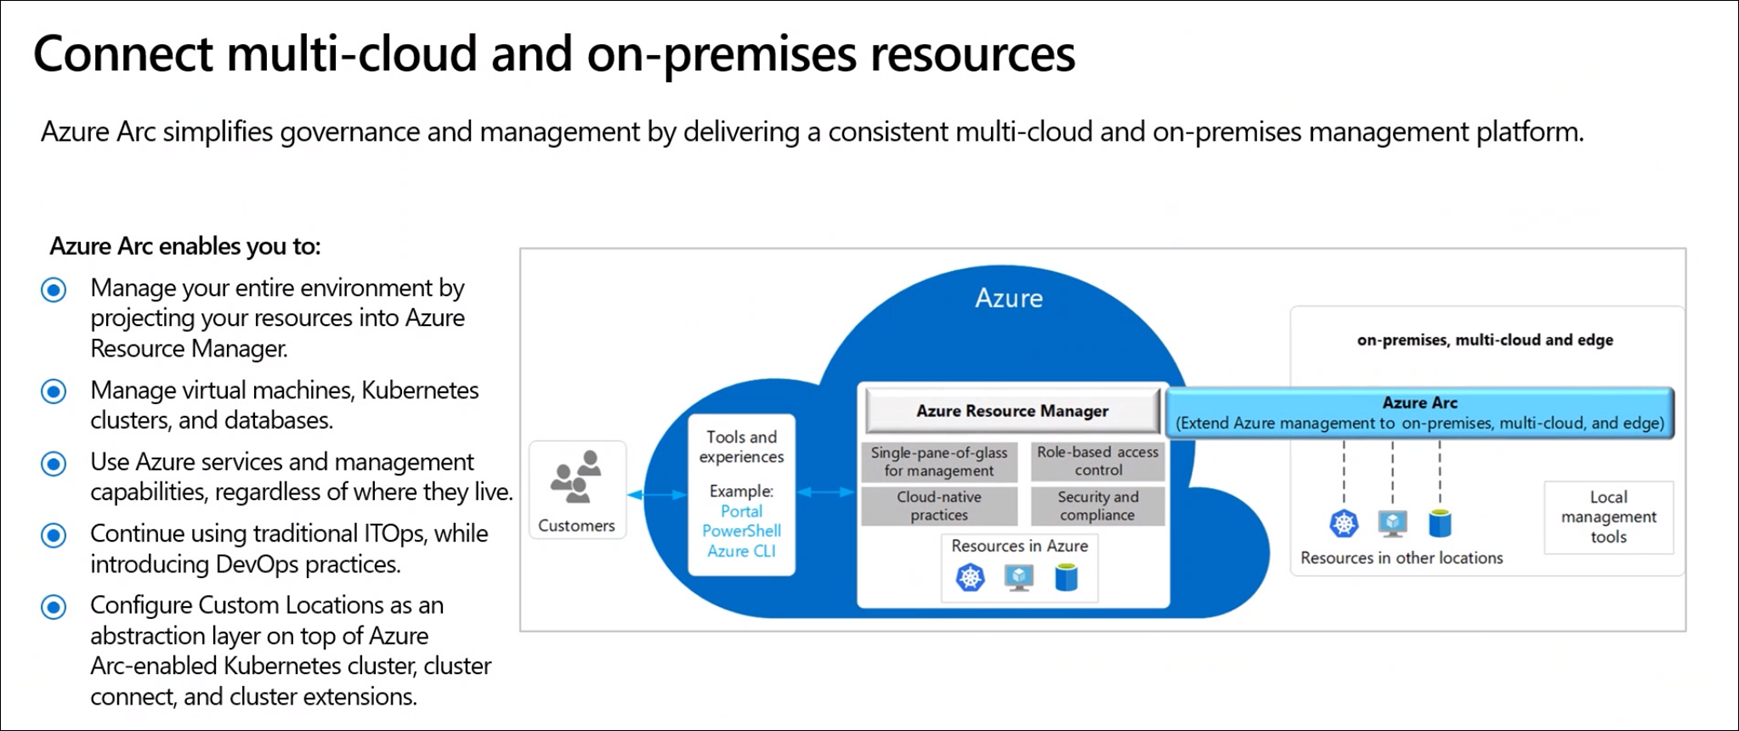 Connect multi-cloud and on-premises resources
Azure Arc simplifies governance and management by delivering a consistent multi-cloud and on-premises management platform.
Azure Arc enables you to:
Manage your entire environment by
projecting your resources into Azure
Resource Manager.
Manage virtual machines, Kubernetes
clusters, and databases.
Use Azure services and management
capabilities, regardless of where they live.
Continue using traditional ITOps, while
introducing DevOps practices.
Configure Custom Locations as an
abstraction layer on top of Azure
Arc-enabled Kubernetes cluster, cluster
connect, and cluster extensions.
Azure
Customers
Tools and
experiences
Example:
Portal
PowerShell
Azure CLI
Azure Resource Manager
Single-pane-of-glass
for management
Role-based access
control
Cloud-native
practices
Security and
compliance
Resources in Azure
on-premises, multi-cloud and edge
Azure Arc
(Extend Azure management to on-premises, multi-cloud, and edge)
Resources in other locations
Local
management
tools